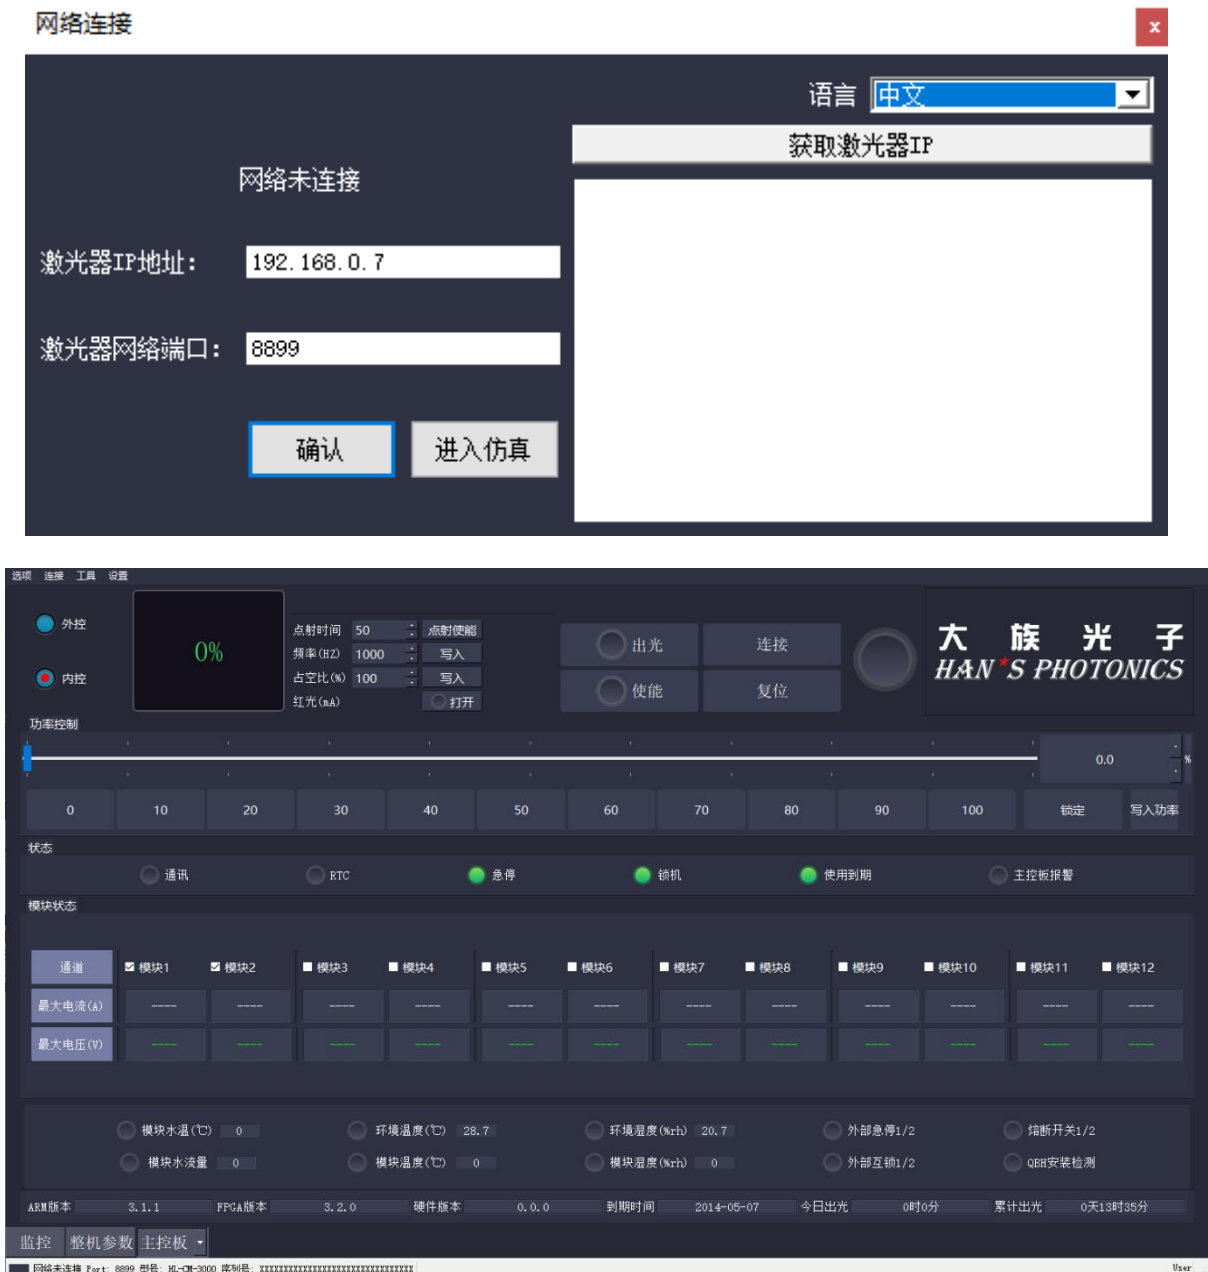 网络连接
x
语言 中文
获取激光器IP
网络未连接
激光器IP地址: 192.168.0.7
激光器网络端口: 8899
确认 进入仿真
选项 连接 工具 设置
外控
内控
0%
点射时间 50 点射使能
频率(HZ) 1000 写入
占空比(%) 100 写入
红光(mA) 打开
出光 连接
使能 复位
大族光子
HAN*S PHOTONICS
功率控制
0.0 %
0 10 20 30 40 50 60 70 80 90 100 锁定 写入功率
状态
通讯 RTC 急停 锁机 使用到期 主控板报警
模块状态
通道 模块1 模块2 模块3 模块4 模块5 模块6 模块7 模块8 模块9 模块10 模块11 模块12
最大电流(A) ---- ---- ---- ---- ---- ---- ---- ---- ---- ---- ---- ----
最大电压(V) ---- ---- ---- ---- ---- ---- ---- ---- ---- ---- ---- ----
模块水温(℃) 0 环境温度(℃) 28.7 环境湿度(%rh) 20.7 外部急停1/2 熔断开关1/2
模块水流量 0 模块温度(℃) 0 模块湿度(%rh) 0 外部互锁1/2 QBH安装检测
ARM版本 3.1.1 FPGA版本 3.2.0 硬件版本 0.0.0 到期时间 2014-05-07 今日出光 0时0分 累计出光 0天13时35分
监控 整机参数 主控板
网络未连接 Port: 8899 型号: HL-CM-3000 序列号: XXXXXXXXXXXXXXXXXXXXXXXXXXXXXXXX User